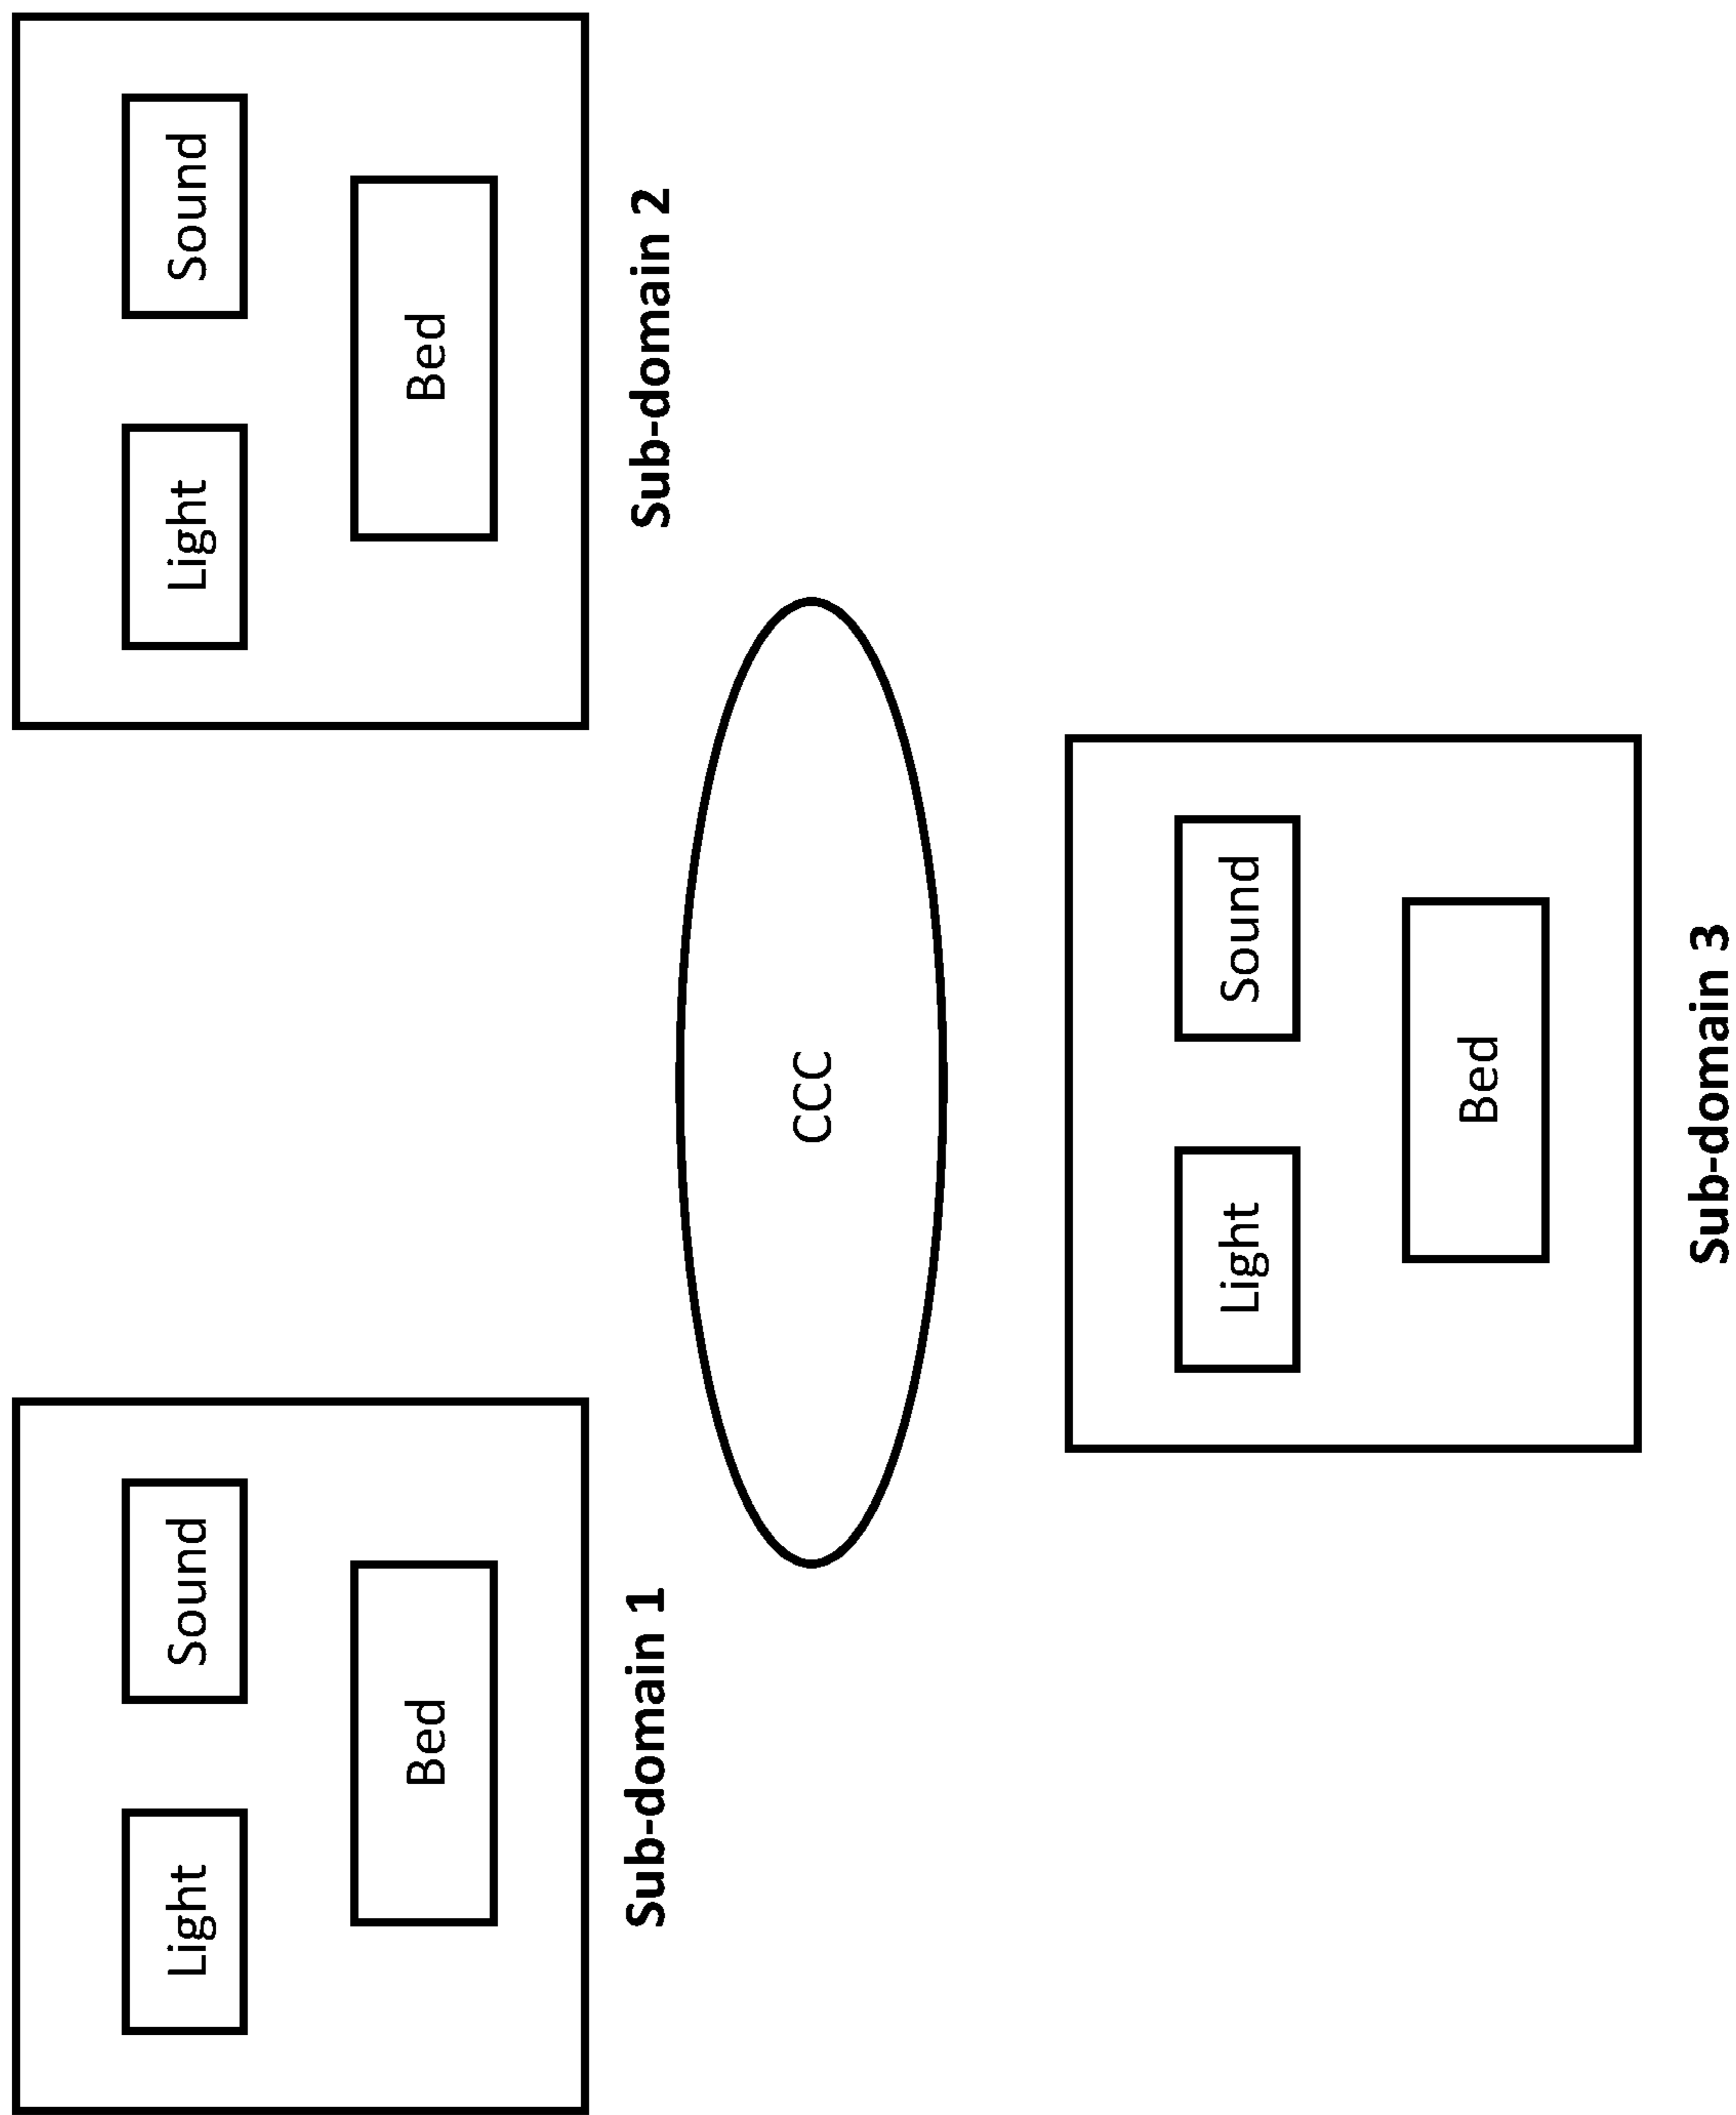 Light
Sound
Bed
Sub-domain 1
Light
Sound
Bed
Sub-domain 2
CCC
Light
Sound
Bed
Sub-domain 3